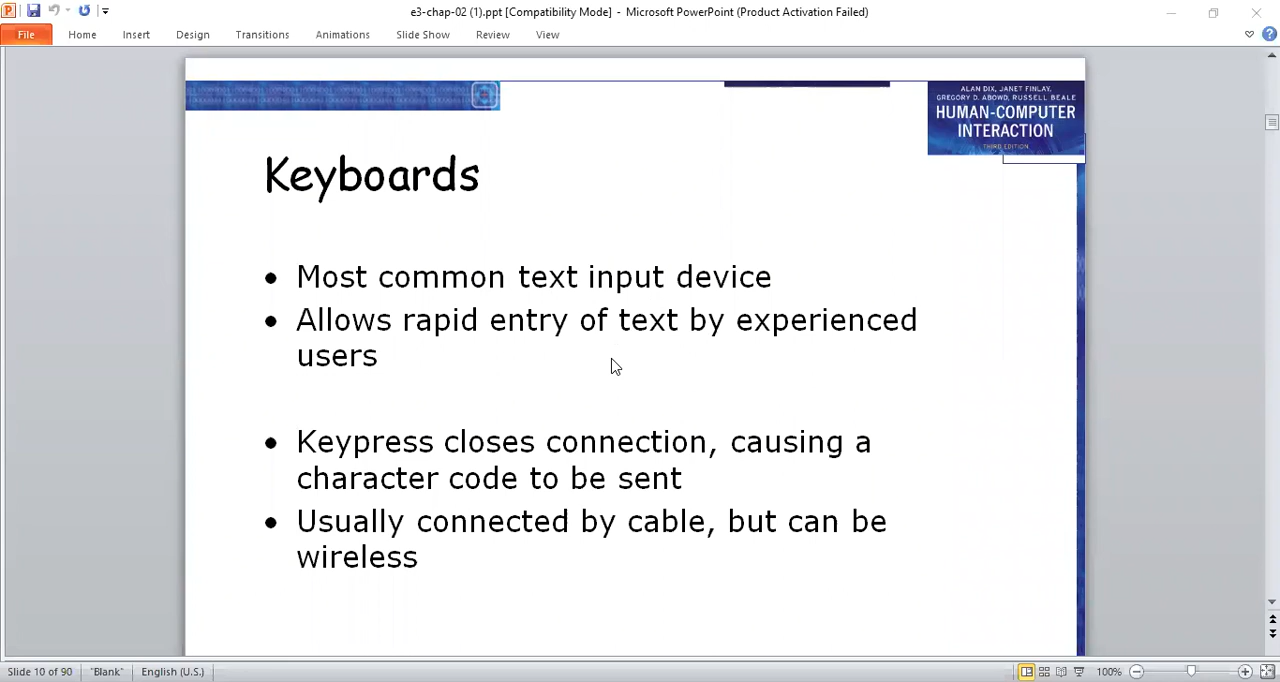 e3-chap-02 (1).ppt [Compatibility Mode] - Microsoft PowerPoint (Product Activation Failed)
File Home Insert Design Transitions Animations Slide Show Review View
ALAN DIX, JANET FINLAY,
GREGORY D. ABOWD, RUSSELL BEALE
HUMAN-COMPUTER
INTERACTION
THIRD EDITION
Keyboards
• Most common text input device
• Allows rapid entry of text by experienced
users
• Keypress closes connection, causing a
character code to be sent
• Usually connected by cable, but can be
wireless
Slide 10 of 90 "Blank" English (U.S.) 100%